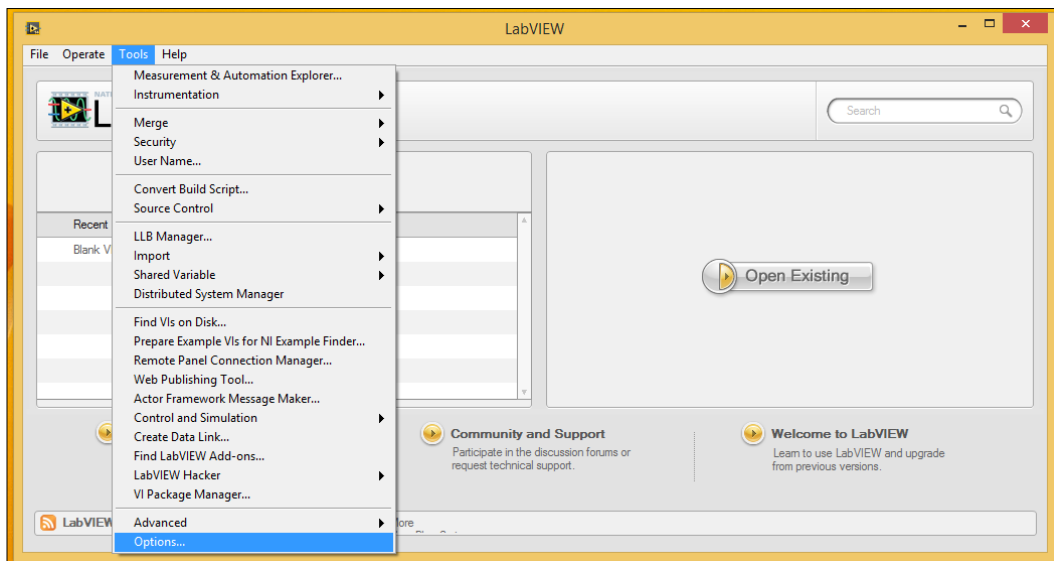 LabVIEW
File Operate Tools Help
Measurement & Automation Explorer...
Instrumentation
Merge
Security
User Name...
Convert Build Script...
Source Control
LLB Manager...
Import
Shared Variable
Distributed System Manager
Find VIs on Disk...
Prepare Example VIs for NI Example Finder...
Remote Panel Connection Manager...
Web Publishing Tool...
Actor Framework Message Maker...
Control and Simulation
Create Data Link...
Find LabVIEW Add-ons...
LabVIEW Hacker
VI Package Manager...
Advanced
Options...
NATI
L
Search
Recent
Blank V
Open Existing
Community and Support
Participate in the discussion forums or
request technical support.
Welcome to LabVIEW
Learn to use LabVIEW and upgrade
from previous versions.
LabVIEW
More